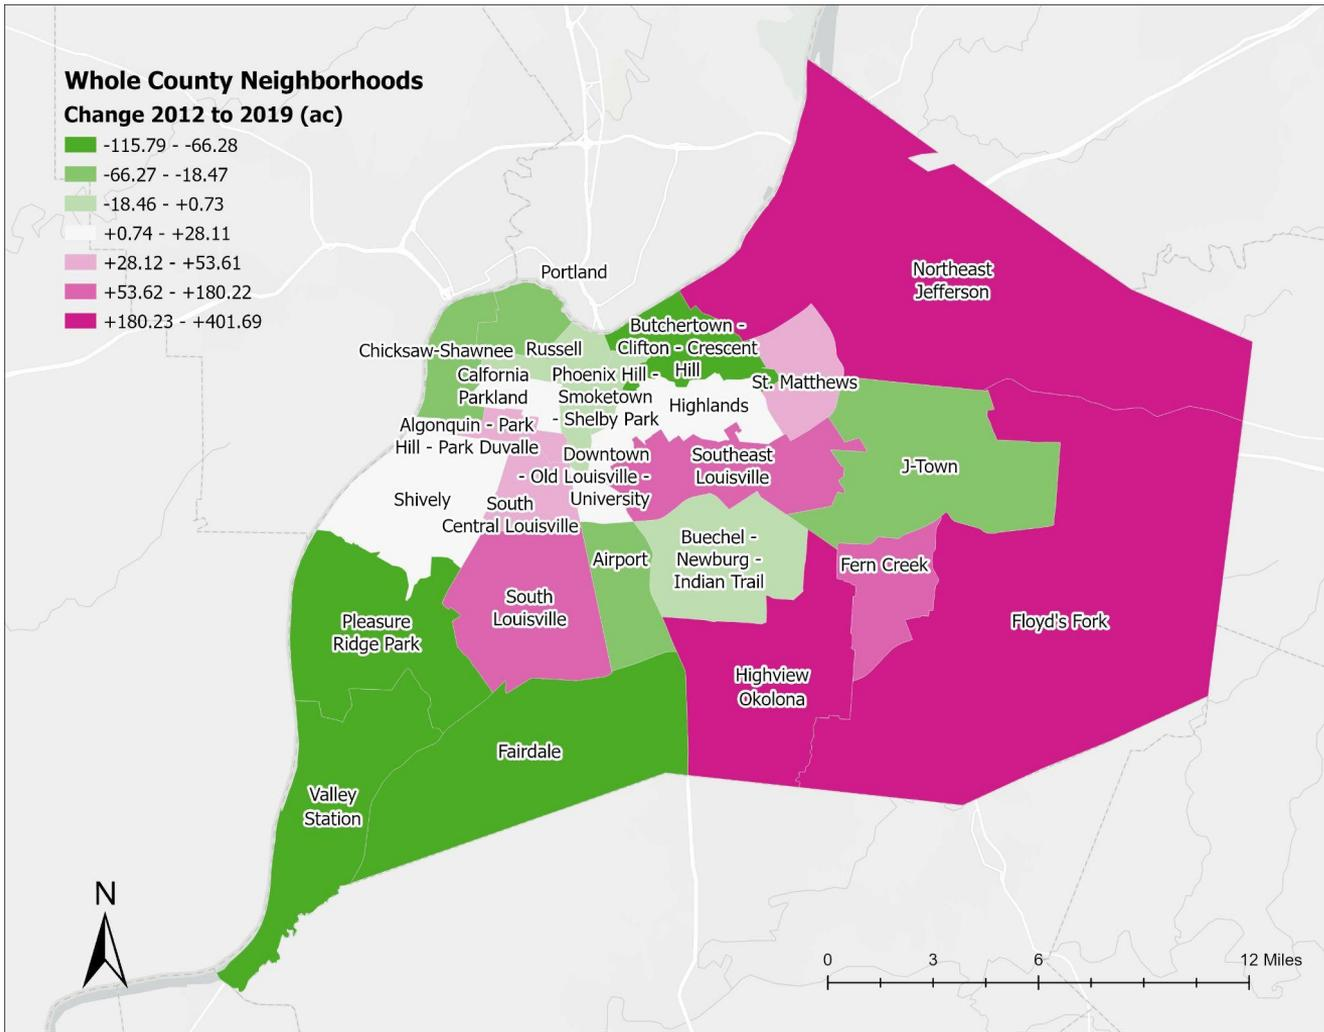 Whole County Neighborhoods
Change 2012 to 2019 (ac)
-115.79 - -66.28
-66.27 - -18.47
-18.46 - +0.73
+0.74 - +28.11
+28.12 - +53.61
+53.62 - +180.22
+180.23 - +401.69
Portland
Northeast
Jefferson
Butchertown -
Clifton - Crescent
Hill
Chicksaw-Shawnee
Russell
Calfornia
Parkland
Phoenix Hill -
Smoketown
- Shelby Park
St. Matthews
Highlands
Algonquin - Park
Hill - Park Duvalle
Downtown
- Old Louisville -
University
Southeast
Louisville
J-Town
Shively
South
Central Louisville
Airport
Buechel -
Newburg -
Indian Trail
Fern Creek
South
Louisville
Pleasure
Ridge Park
Floyd's Fork
Highview
Okolona
Fairdale
Valley
Station
N
0 3 6 12 Miles